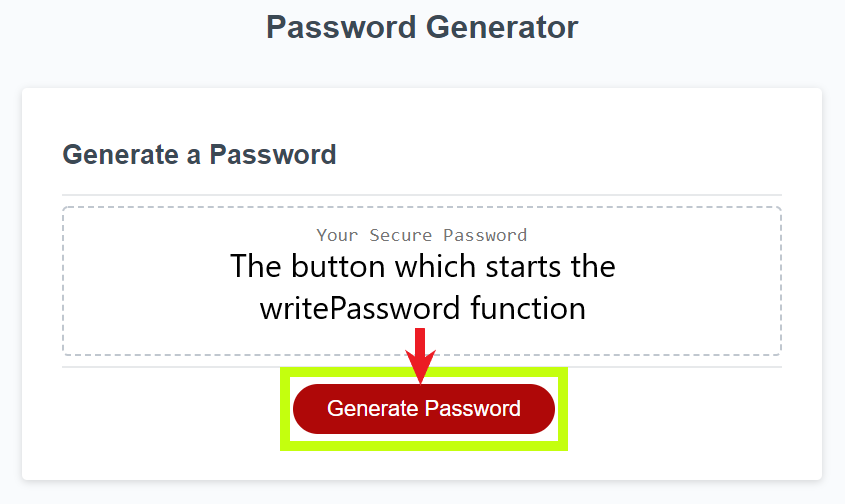 Password Generator
Generate a Password
Your Secure Password
The button which starts the
writePassword function
Generate Password